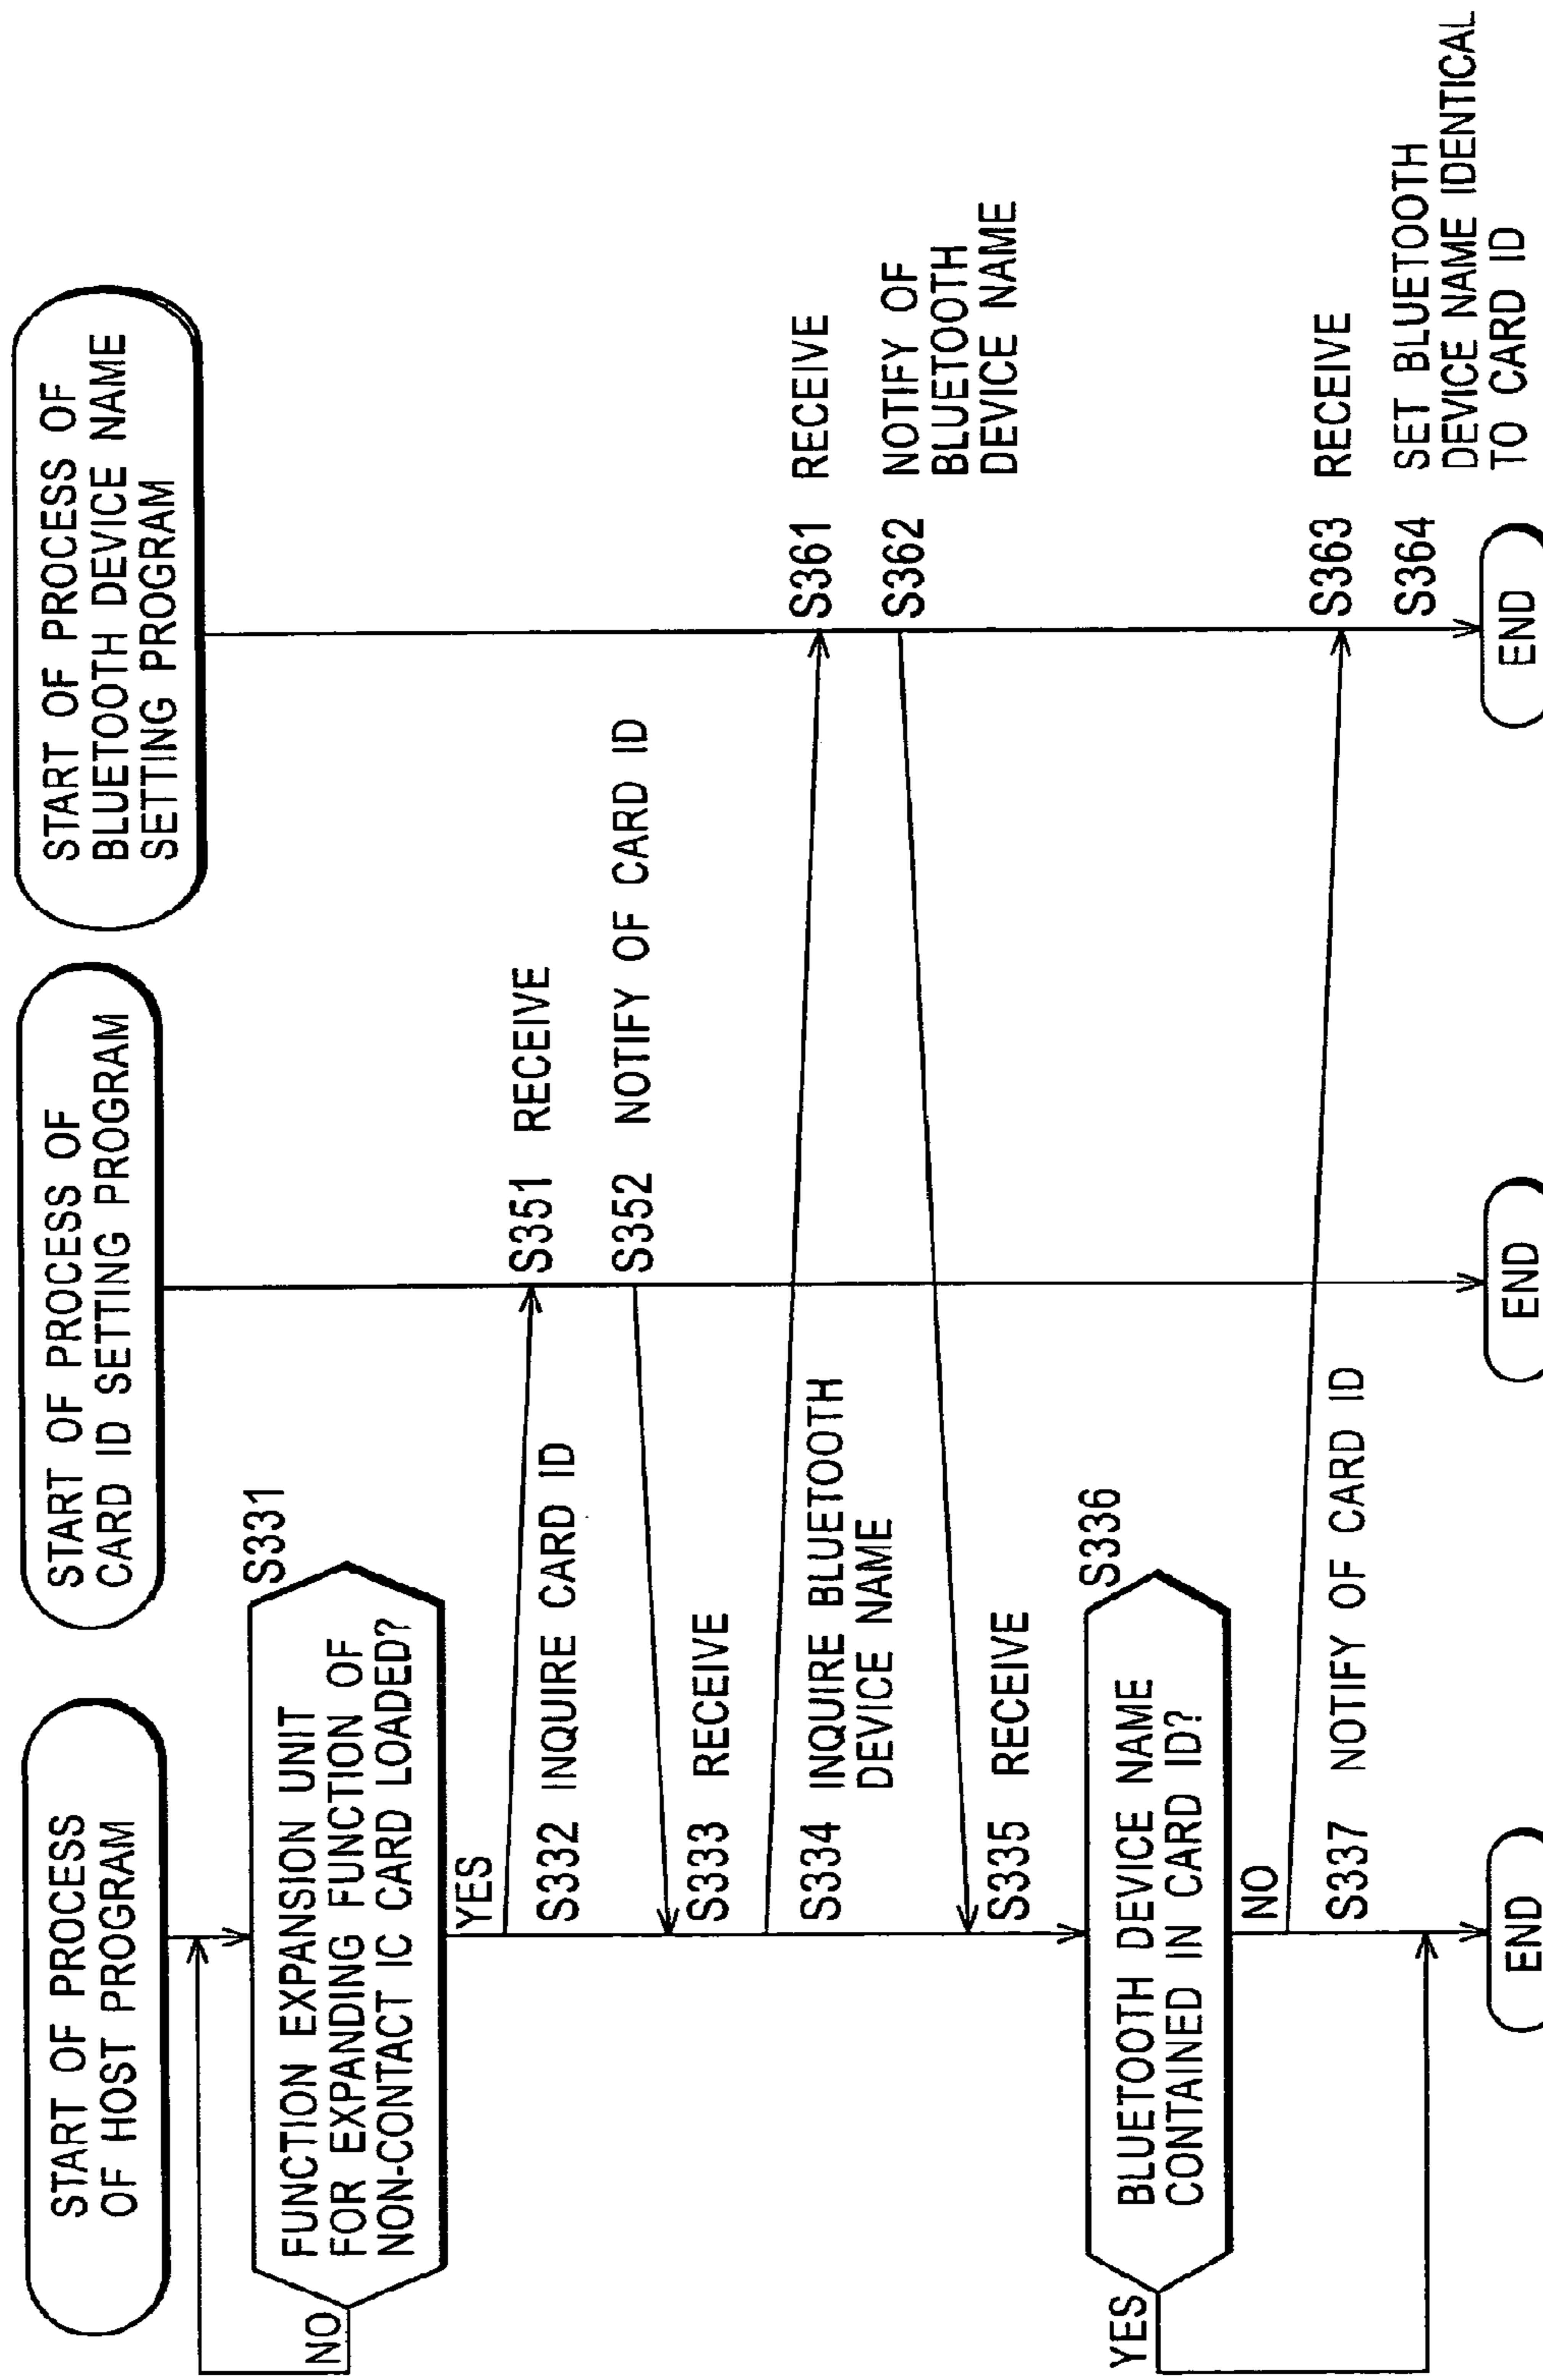 START OF PROCESS
OF HOST PROGRAM
START OF PROCESS OF
CARD ID SETTING PROGRAM
START OF PROCESS OF
BLUETOOTH DEVICE NAME
SETTING PROGRAM
S331
FUNCTION EXPANSION UNIT
FOR EXPANDING FUNCTION OF
NON-CONTACT IC CARD LOADED?
NO
YES
S332 INQUIRE CARD ID
S351 RECEIVE
S352 NOTIFY OF CARD ID
S333 RECEIVE
S334 INQUIRE BLUETOOTH
DEVICE NAME
S361 RECEIVE
S362 NOTIFY OF
BLUETOOTH
DEVICE NAME
S335 RECEIVE
S336
BLUETOOTH DEVICE NAME
CONTAINED IN CARD ID?
YES
NO
S337 NOTIFY OF CARD ID
S363 RECEIVE
S364 SET BLUETOOTH
DEVICE NAME IDENTICAL
TO CARD ID
END
END
END